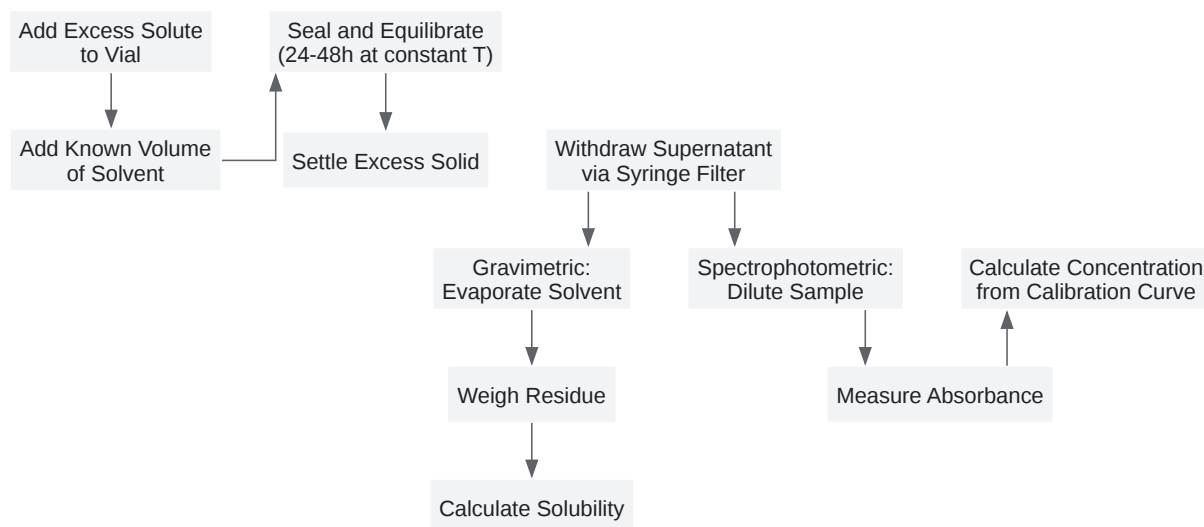 Add Excess Solute
to Vial
Add Known Volume
of Solvent
Seal and Equilibrate
(24-48h at constant T)
Settle Excess Solid
Withdraw Supernatant
via Syringe Filter
Gravimetric:
Evaporate Solvent
Weigh Residue
Calculate Solubility
Spectrophotometric:
Dilute Sample
Measure Absorbance
Calculate Concentration
from Calibration Curve